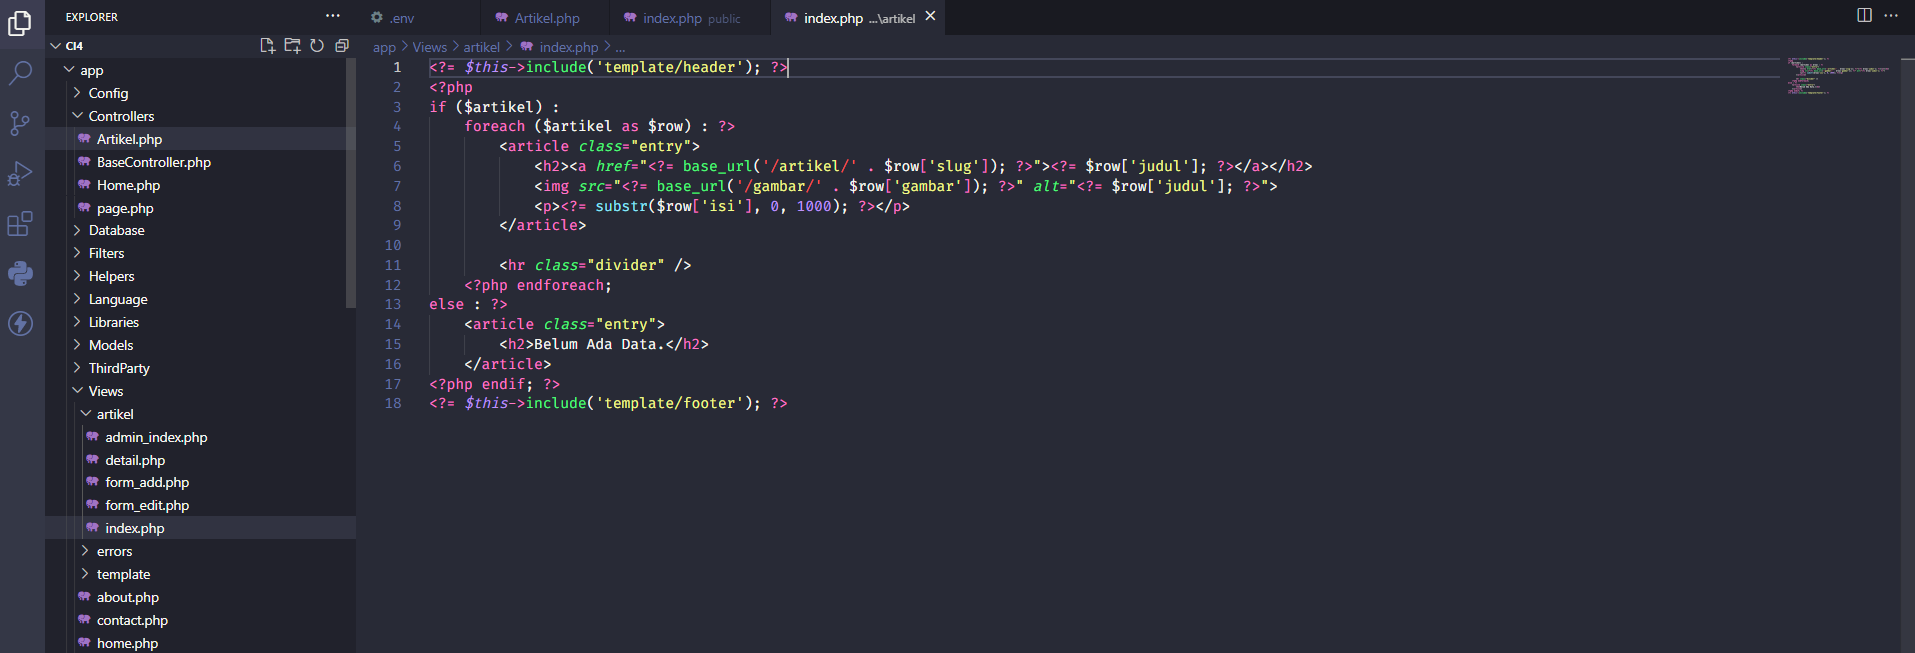 EXPLORER ...
.env
Artikel.php
index.php public
index.php ...\artikel
CI4
app > Views > artikel > index.php > ...
app
Config
Controllers
Artikel.php
BaseController.php
Home.php
page.php
Database
Filters
Helpers
Language
Libraries
Models
ThirdParty
Views
artikel
admin_index.php
detail.php
form_add.php
form_edit.php
index.php
errors
template
about.php
contact.php
home.php
1 <?= $this->include('template/header'); ?>
2 <?php
3 if ($artikel) :
4 foreach ($artikel as $row) : ?>
5 <article class="entry">
6 <h2><a href="<?= base_url('/artikel/' . $row['slug']); ?>"><?= $row['judul']; ?></a></h2>
7 <img src="<?= base_url('/gambar/' . $row['gambar']); ?>" alt="<?= $row['judul']; ?>">
8 <p><?= substr($row['isi'], 0, 1000); ?></p>
9 </article>
10
11 <hr class="divider" />
12 <?php endforeach;
13 else : ?>
14 <article class="entry">
15 <h2>Belum Ada Data.</h2>
16 </article>
17 <?php endif; ?>
18 <?= $this->include('template/footer'); ?>